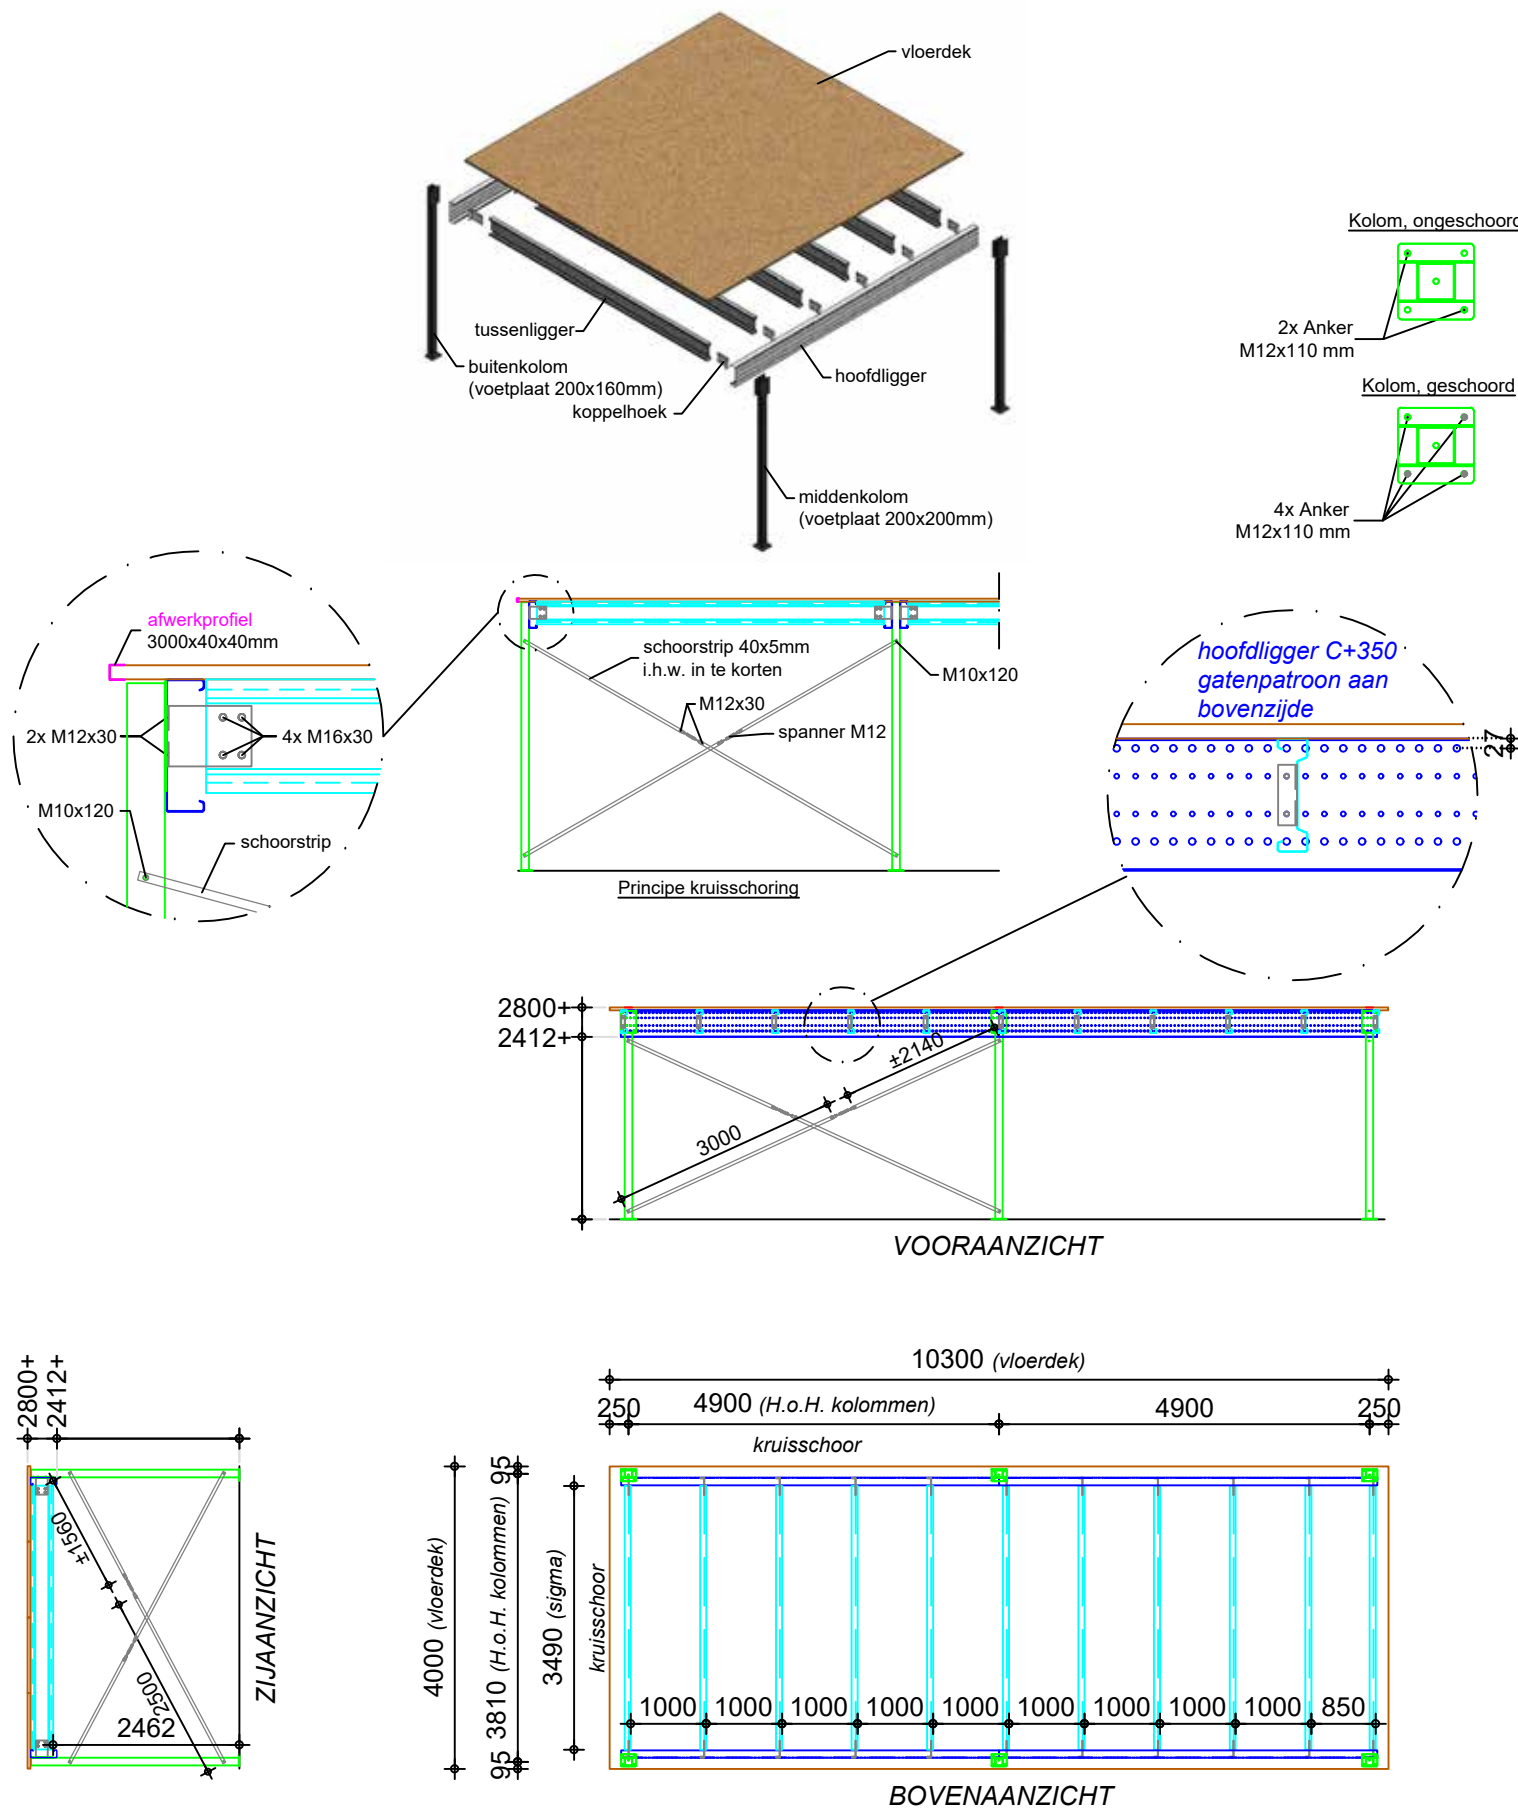 vloerdek
tussenligger
buitenkolom
(voetplaat 200x160mm)
koppelhoek
hoofdligger
middenkolom
(voetplaat 200x200mm)
Kolom, ongeschoord
2x Anker
M12x110 mm
Kolom, geschoord
4x Anker
M12x110 mm
afwerkprofiel
3000x40x40mm
2x M12x30
4x M16x30
M10x120
schoorstrip
schoorstrip 40x5mm
i.h.w. in te korten
M12x30
spanner M12
M10x120
Principe kruisschoring
hoofdligger C+350
gatenpatroon aan
bovenzijde
27
2800+
2412+
±2140
3000
VOORAANZICHT
2800+
2412+
±1560
2500
2462
ZIJAANZICHT
10300 (vloerdek)
250
4900 (H.o.H. kolommen)
4900
250
kruisschoor
4000 (vloerdek)
95
3810 (H.o.H. kolommen)
95
3490 (sigma)
kruisschoor
1000
1000
1000
1000
1000
1000
1000
1000
1000
850
BOVENAANZICHT